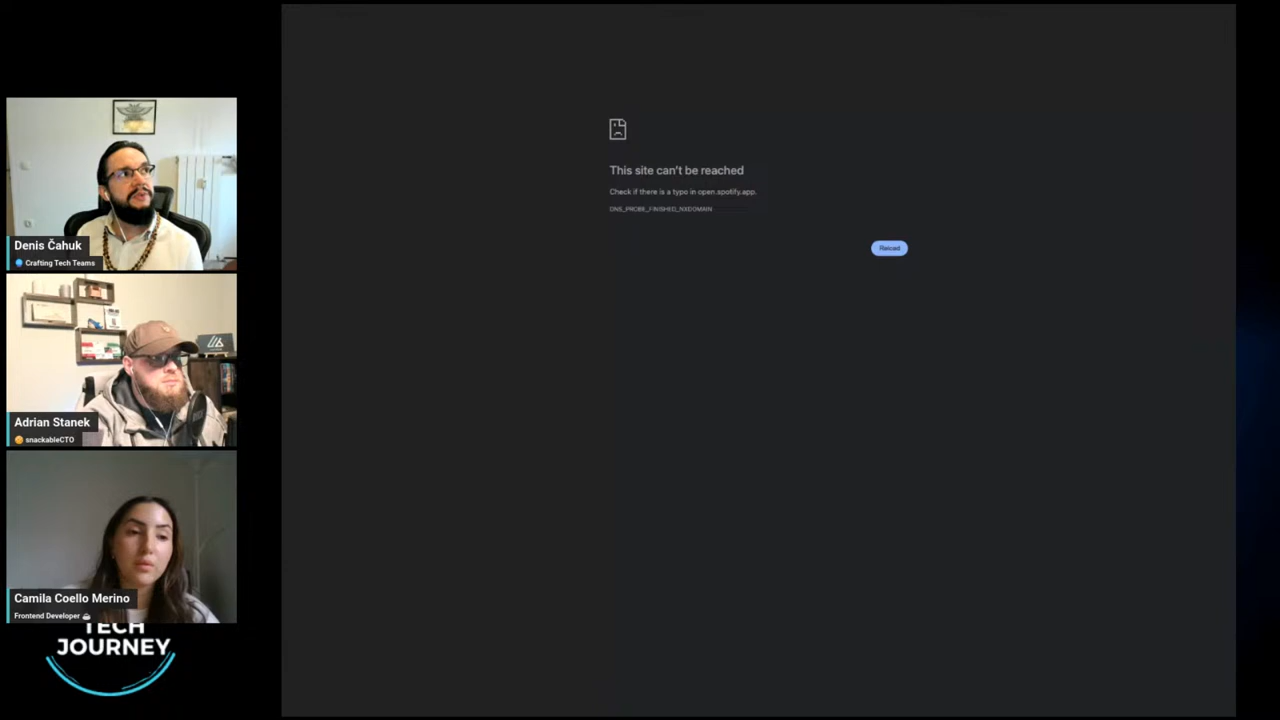 Denis Čahuk
Crafting Tech Teams
Adrian Stanek
snackableCTO
Camila Coello Merino
Frontend Developer
TECH
JOURNEY
This site can't be reached
Check if there is a typo in open.spotify.app.
DNS_PROBE_FINISHED_NXDOMAIN
Reload